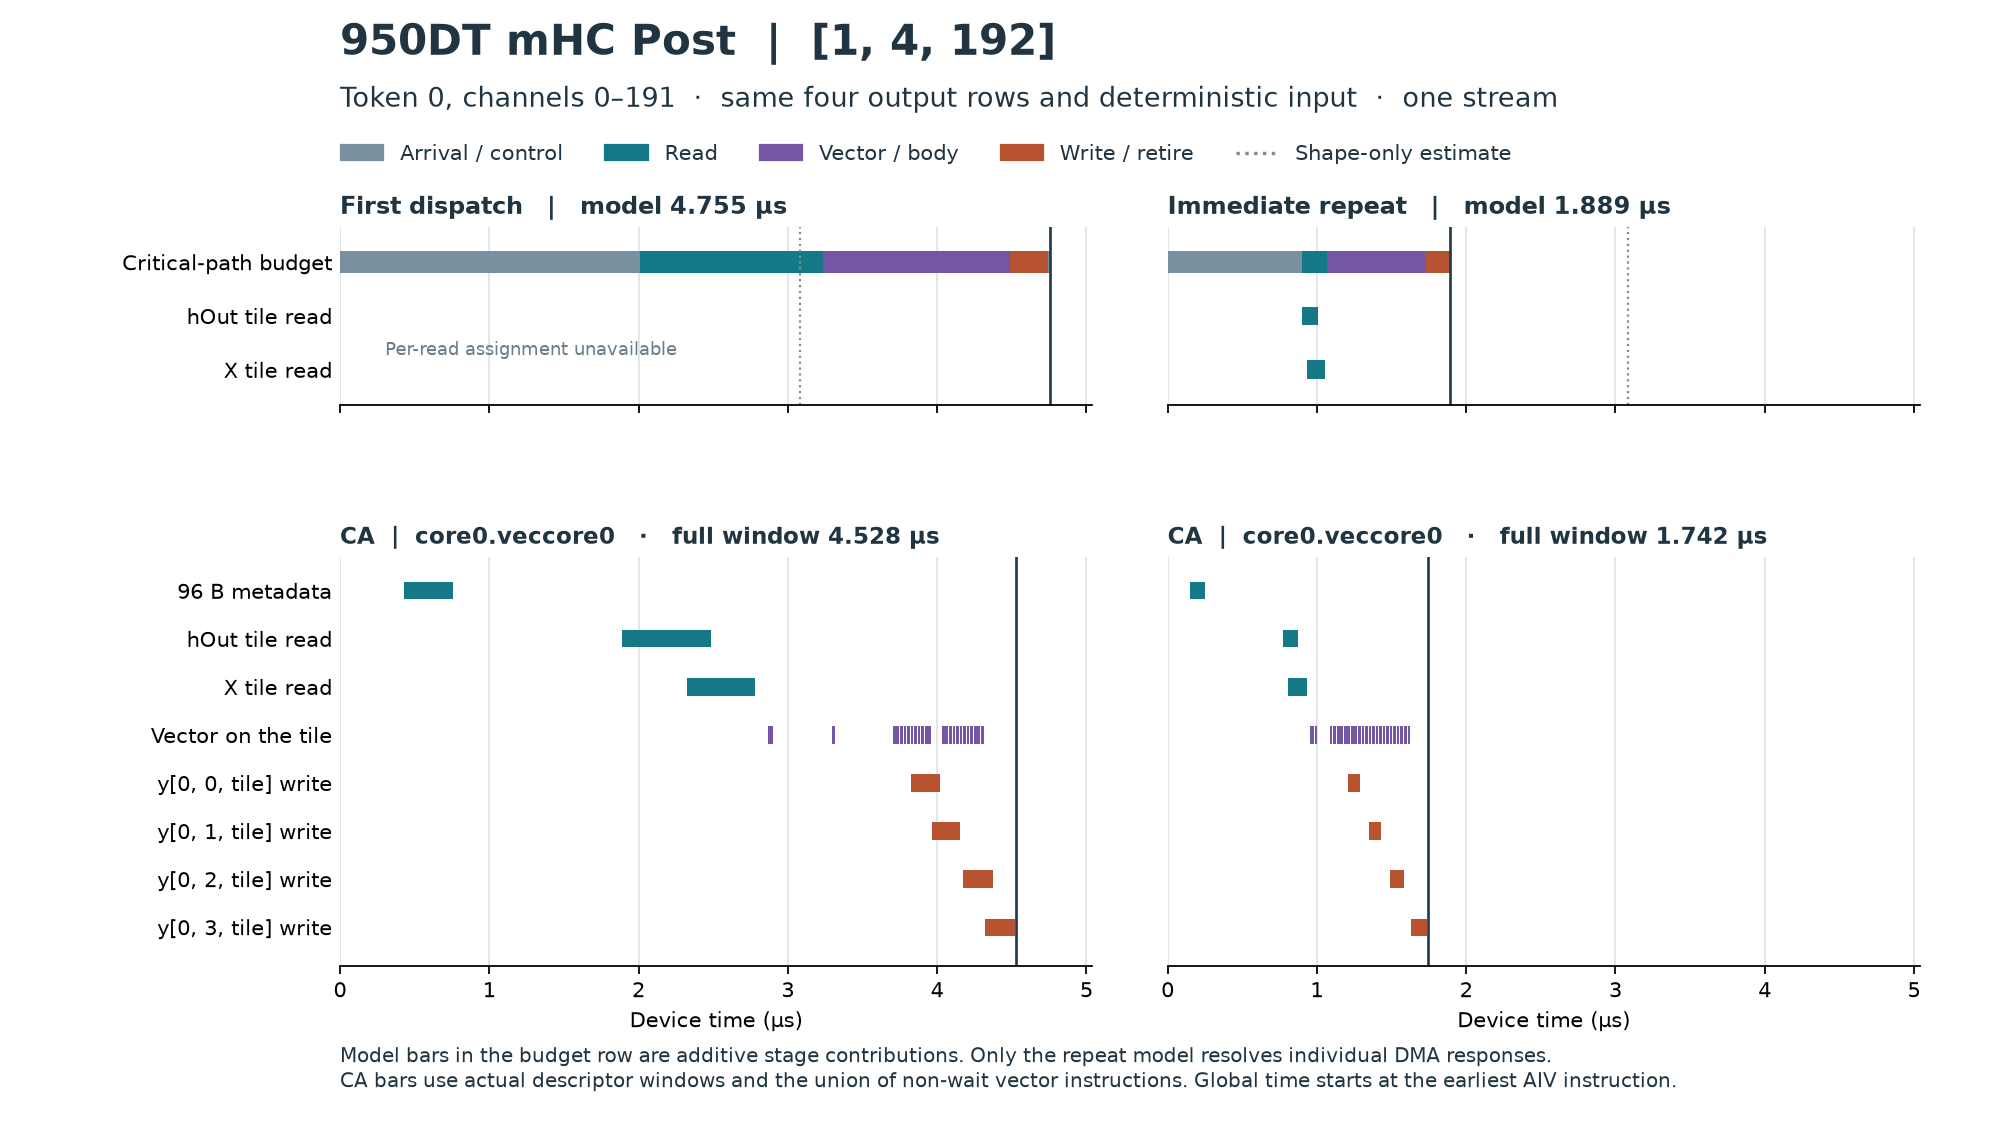 950DT mHC Post | [1, 4, 192]
Token 0, channels 0–191 · same four output rows and deterministic input · one stream
Arrival / control Read Vector / body Write / retire Shape-only estimate
First dispatch | model 4.755 µs
Immediate repeat | model 1.889 µs
Critical-path budget
hOut tile read
Per-read assignment unavailable
X tile read
CA | core0.veccore0 · full window 4.528 µs
CA | core0.veccore0 · full window 1.742 µs
96 B metadata
hOut tile read
X tile read
Vector on the tile
y[0, 0, tile] write
y[0, 1, tile] write
y[0, 2, tile] write
y[0, 3, tile] write
0 1 2 3 4 5
0 1 2 3 4 5
Device time (µs)
Device time (µs)
Model bars in the budget row are additive stage contributions. Only the repeat model resolves individual DMA responses.
CA bars use actual descriptor windows and the union of non-wait vector instructions. Global time starts at the earliest AIV instruction.